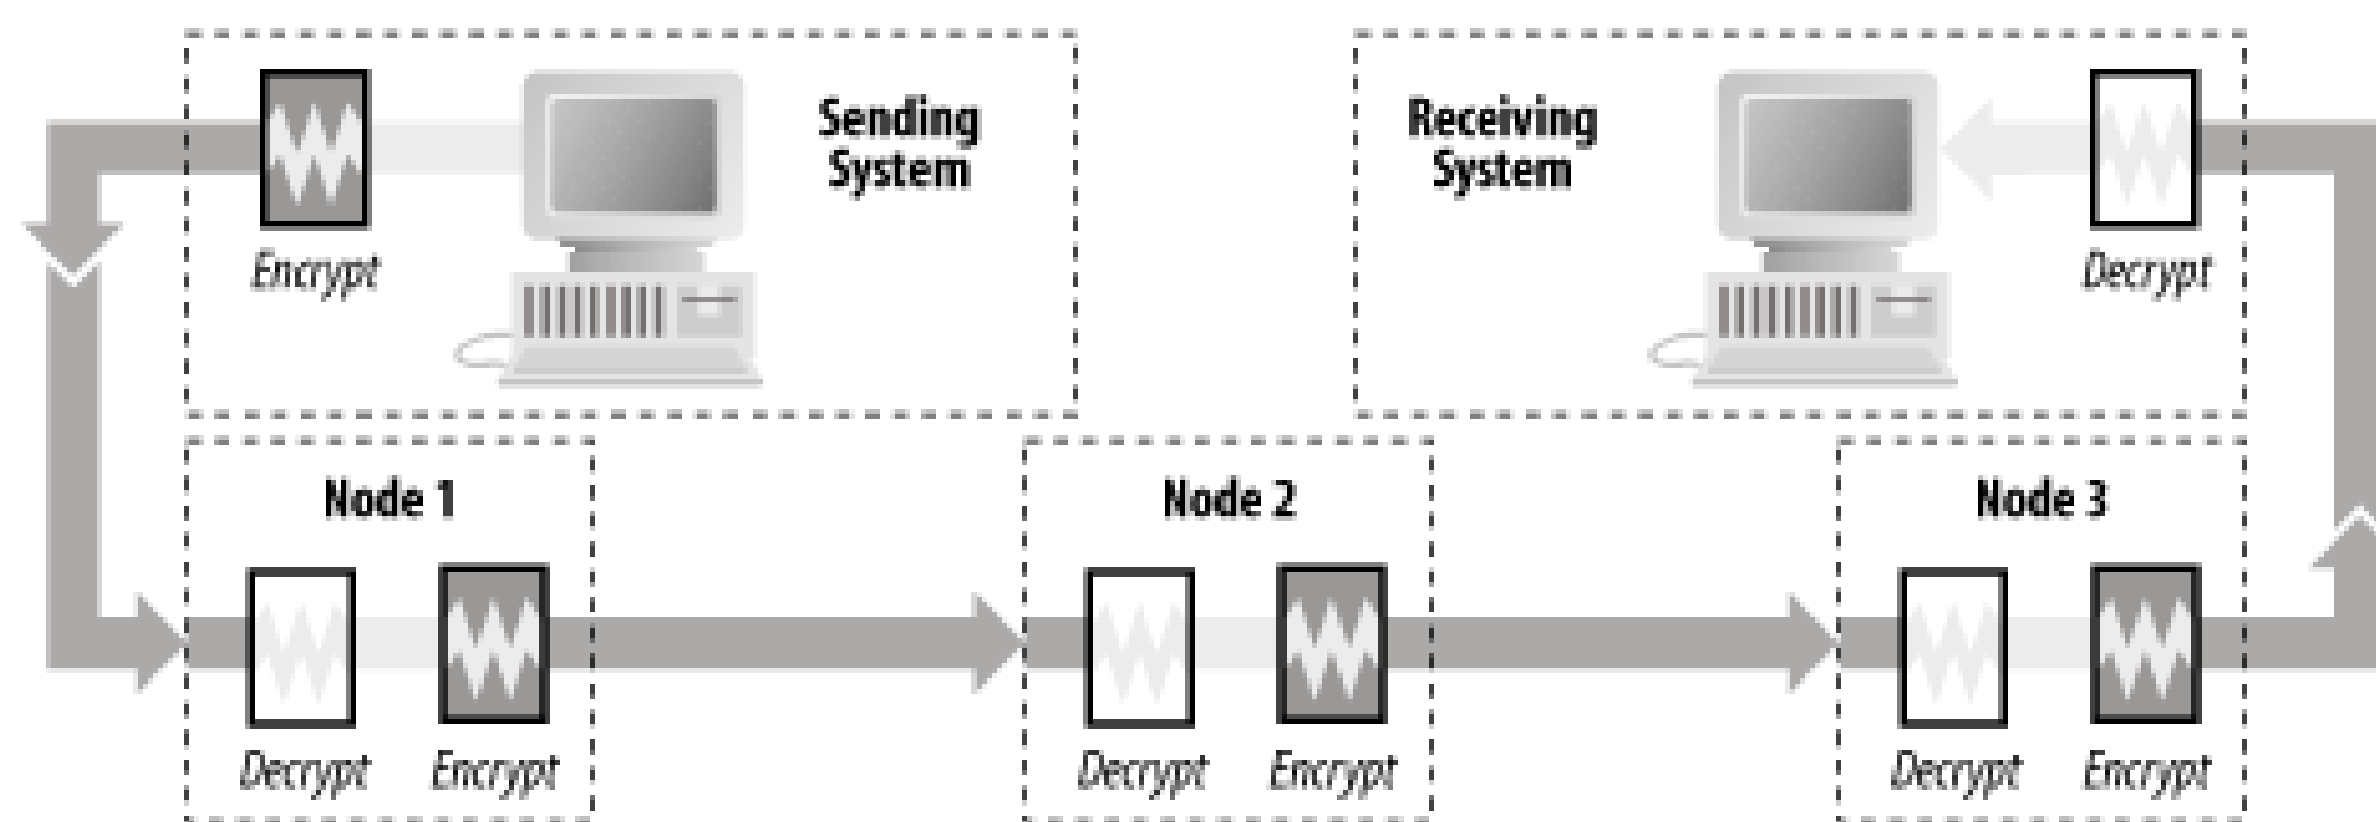 Sending
System
Encrypt
Receiving
System
Decrypt
Node 1
Decrypt
Encrypt
Node 2
Decrypt
Encrypt
Node 3
Decrypt
Encrypt